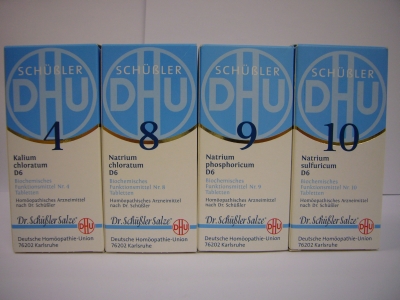 SCHÜßLER
DHU
4
Kalium
chloratum
D6
Biochemisches
Funktionsmittel Nr. 4
Tabletten
Homöopathisches Arzneimittel
nach Dr. Schüßler
Dr. Schüßler Salze
DHU
Deutsche Homöopathie-Union
76202 Karlsruhe
SCHÜßLER
DHU
8
Natrium
chloratum
D6
Biochemisches
Funktionsmittel Nr. 8
Tabletten
Homöopathisches Arzneimittel
nach Dr. Schüßler
Dr. Schüßler Salze
DHU
Deutsche Homöopathie-Union
76202 Karlsruhe
SCHÜßLER
DHU
9
Natrium
phosphoricum
D6
Biochemisches
Funktionsmittel Nr. 9
Tabletten
Homöopathisches Arzneimittel
nach Dr. Schüßler
Dr. Schüßler Salze
DHU
Deutsche Homöopathie-Union
76202 Karlsruhe
SCHÜßLER
DHU
10
Natrium
sulfuricum
D6
Biochemisches
Funktionsmittel Nr. 10
Tabletten
Homöopathisches Arzneimittel
nach Dr. Schüßler
Dr. Schüßler Salze
DHU
Deutsche Homöopathie-Union
76202 Karlsruhe